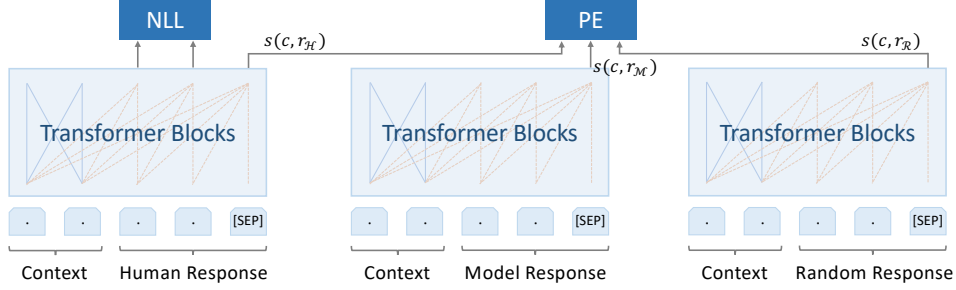 NLL PE
s(c, r_ℋ) s(c, r_ℳ) s(c, r_ℛ)
Transformer Blocks Transformer Blocks Transformer Blocks
. . . . [SEP] . . . . [SEP] . . . . [SEP]
Context Human Response Context Model Response Context Random Response